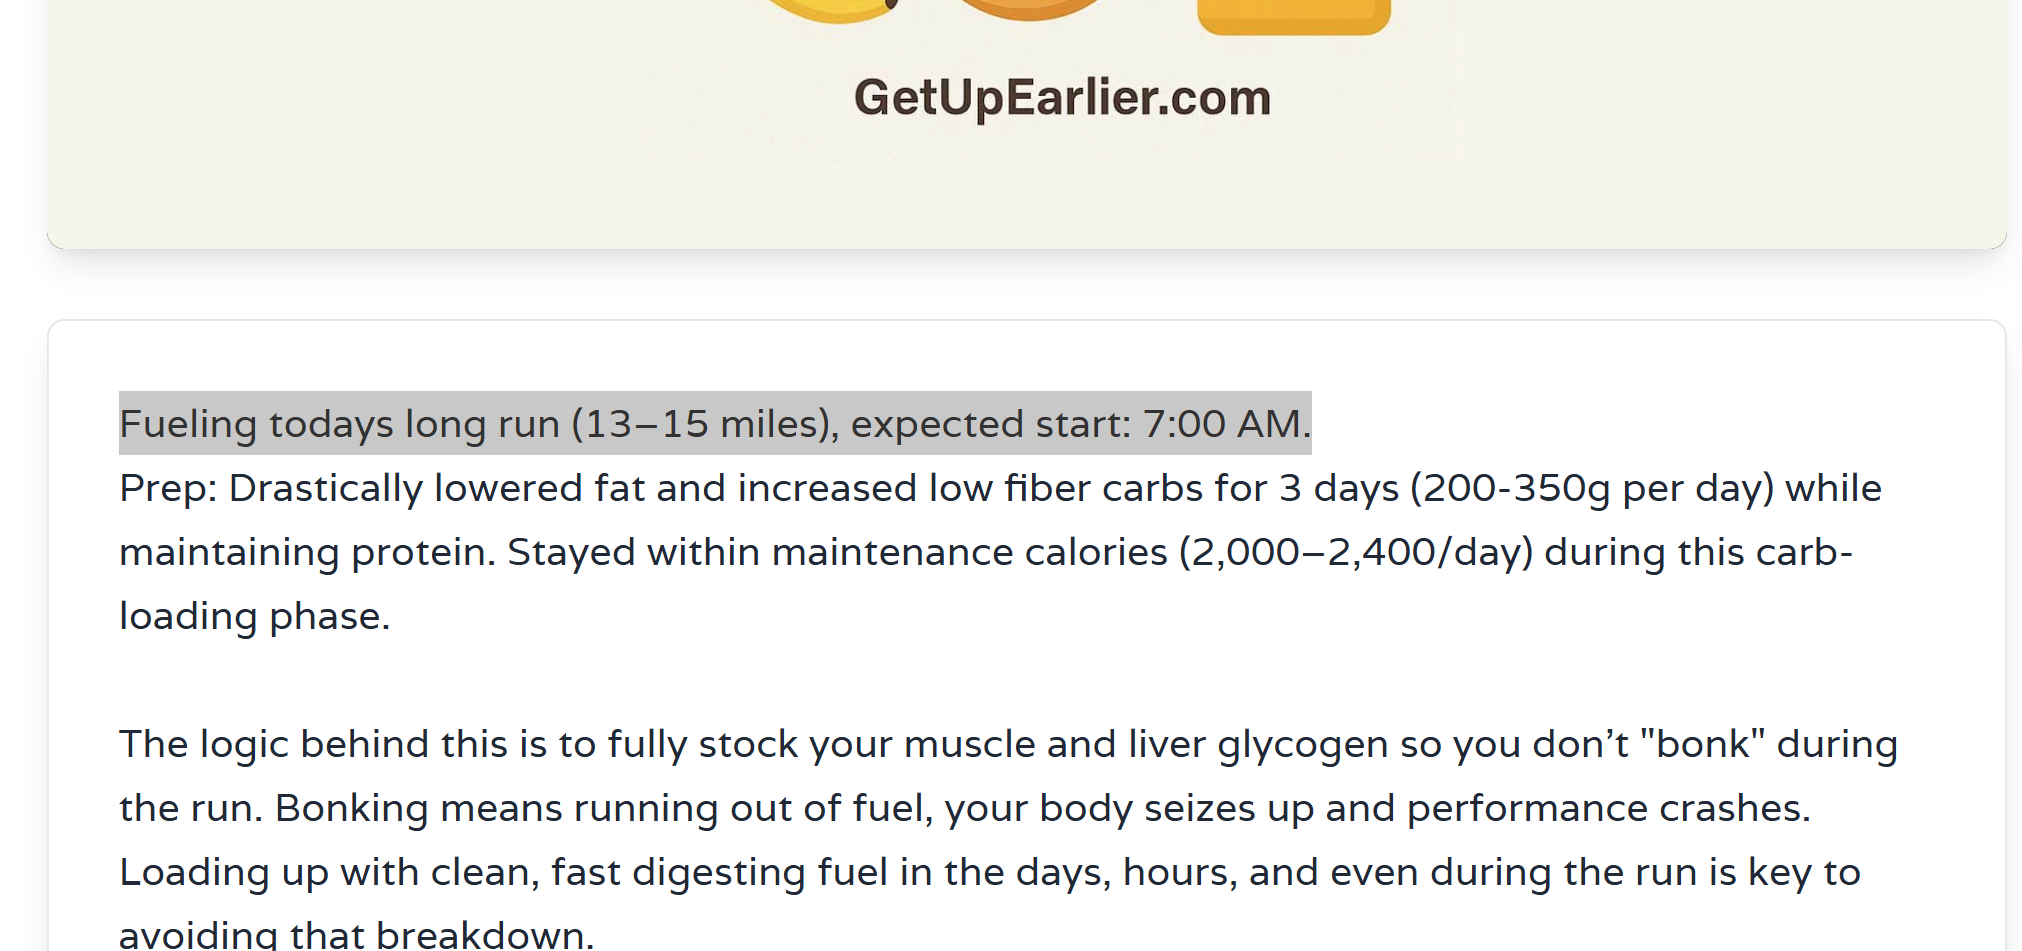 GetUpEarlier.com
Fueling todays long run (13–15 miles), expected start: 7:00 AM.
Prep: Drastically lowered fat and increased low fiber carbs for 3 days (200-350g per day) while
maintaining protein. Stayed within maintenance calories (2,000–2,400/day) during this carb-
loading phase.
The logic behind this is to fully stock your muscle and liver glycogen so you don’t "bonk" during
the run. Bonking means running out of fuel, your body seizes up and performance crashes.
Loading up with clean, fast digesting fuel in the days, hours, and even during the run is key to
avoiding that breakdown.